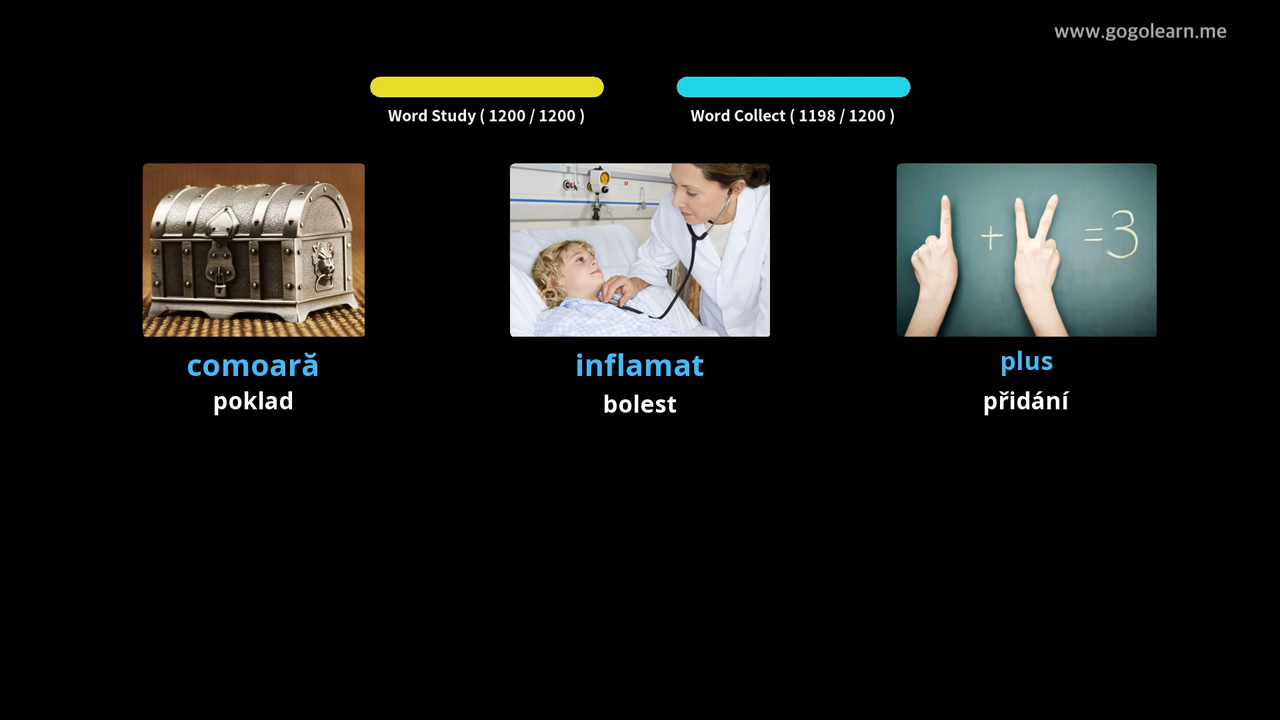 www.gogolearn.me
Word Study ( 1200 / 1200 )
Word Collect ( 1198 / 1200 )
+ =3
comoară
inflamat
plus
poklad
bolest
přidání